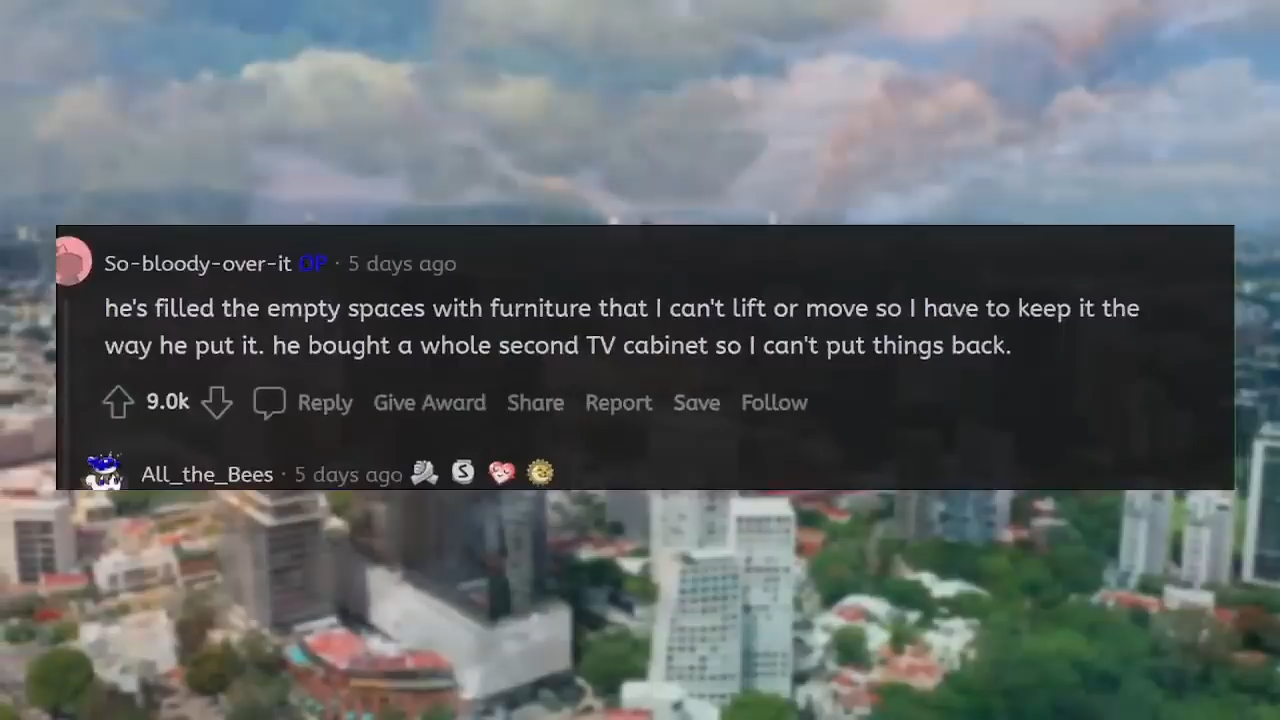 So-bloody-over-it OP · 5 days ago
he's filled the empty spaces with furniture that I can't lift or move so I have to keep it the
way he put it. he bought a whole second TV cabinet so I can't put things back.
9.0k Reply Give Award Share Report Save Follow
All_the_Bees · 5 days ago